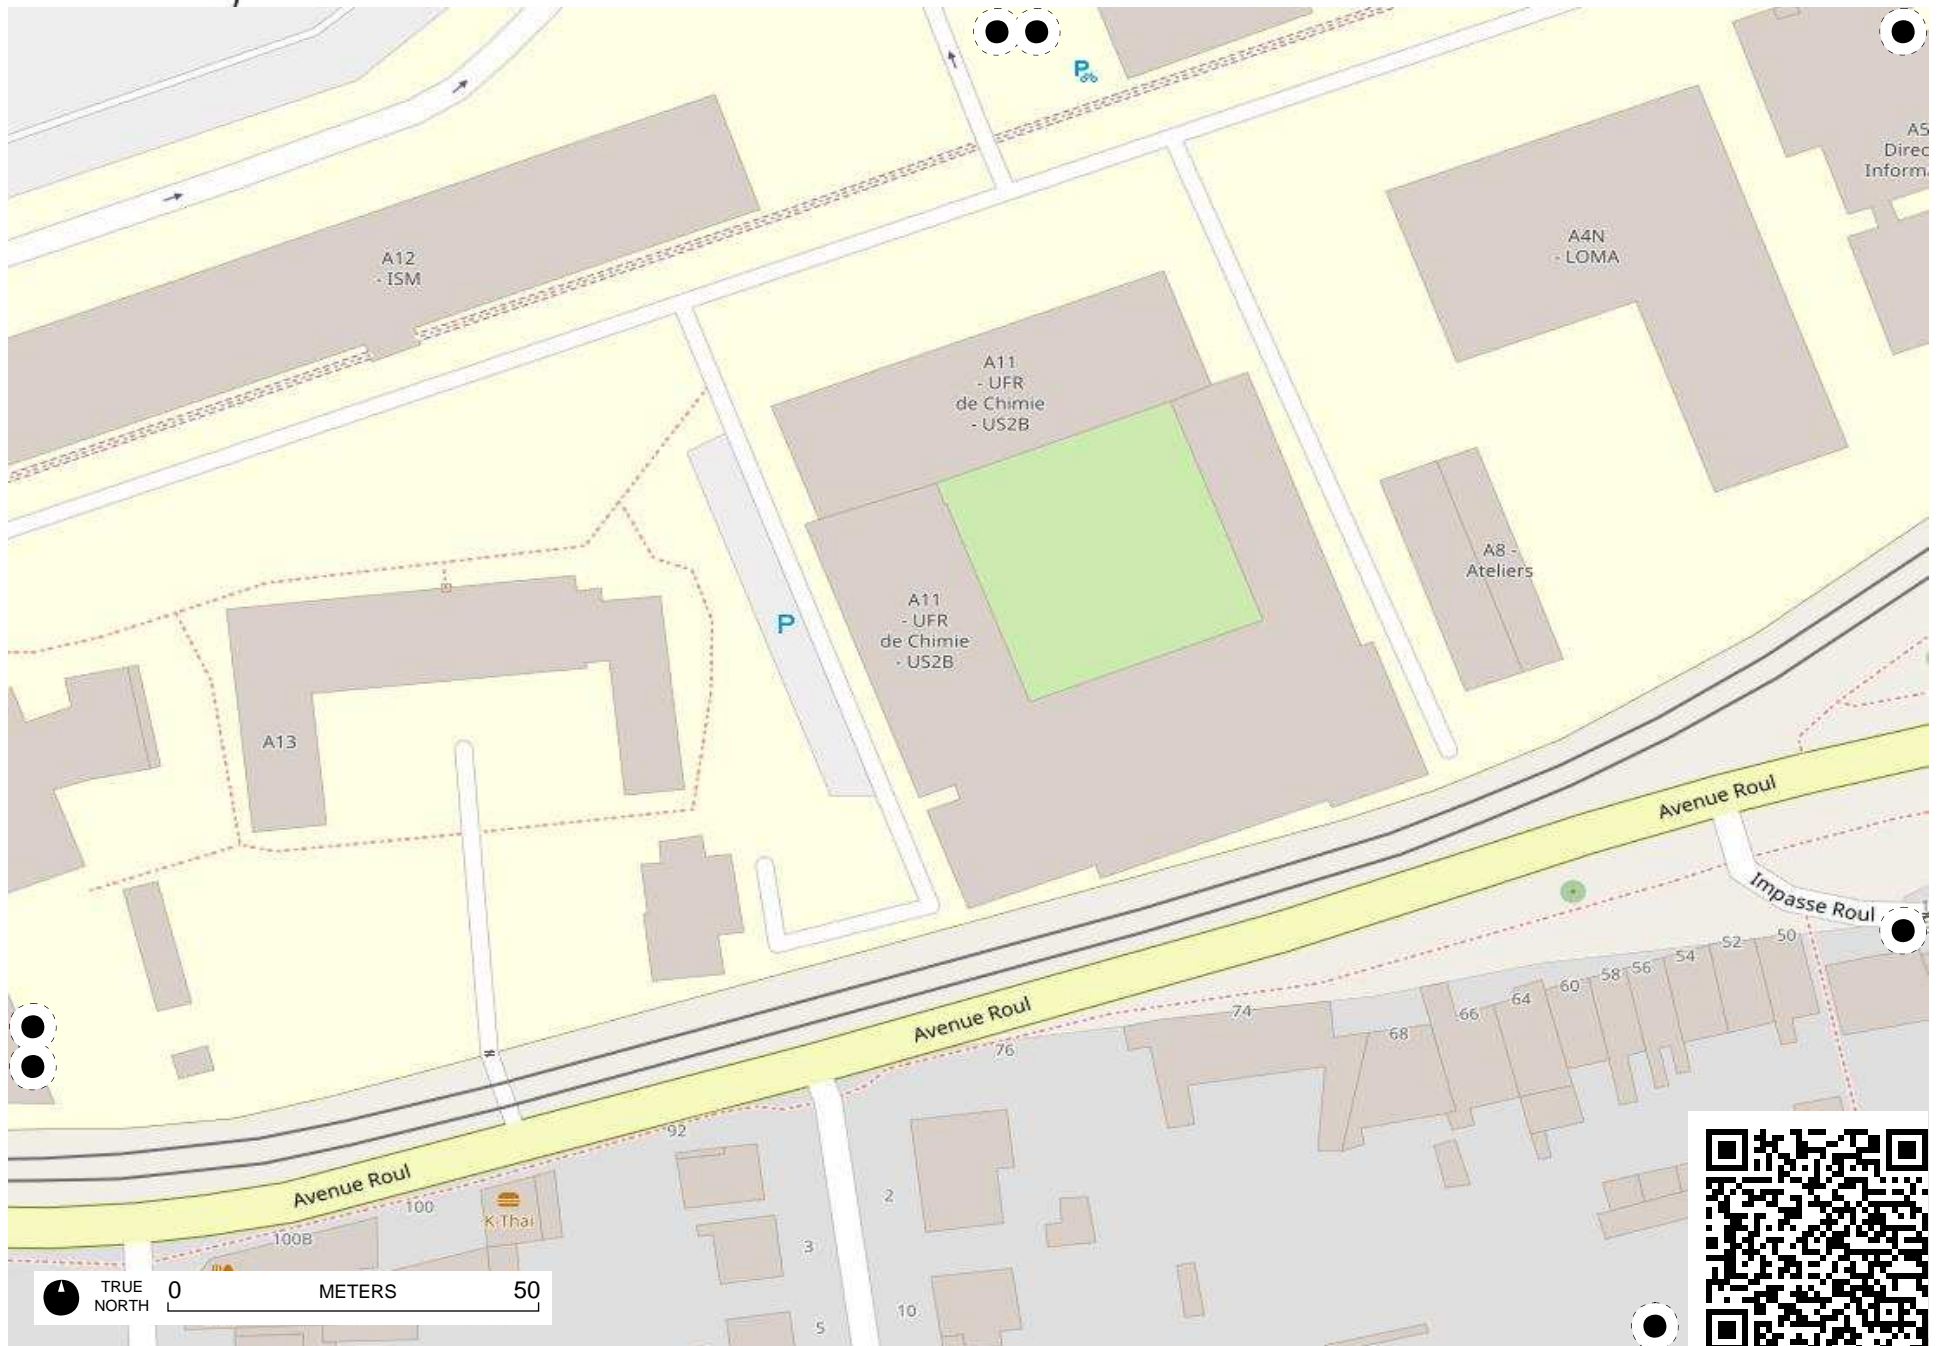 P
A5
Direc
Inform
A4N
- LOMA
A12
- ISM
A11
- UFR
de Chimie
- US2B
A8 -
Ateliers
P
A11
- UFR
de Chimie
- US2B
A13
Avenue Roul
Impasse Roul
50
52
54
56
58
60
64
66
68
74
Avenue Roul
76
92
Avenue Roul
100
K-Thai
100B
2
3
10
5
TRUE
NORTH
0 METERS 50